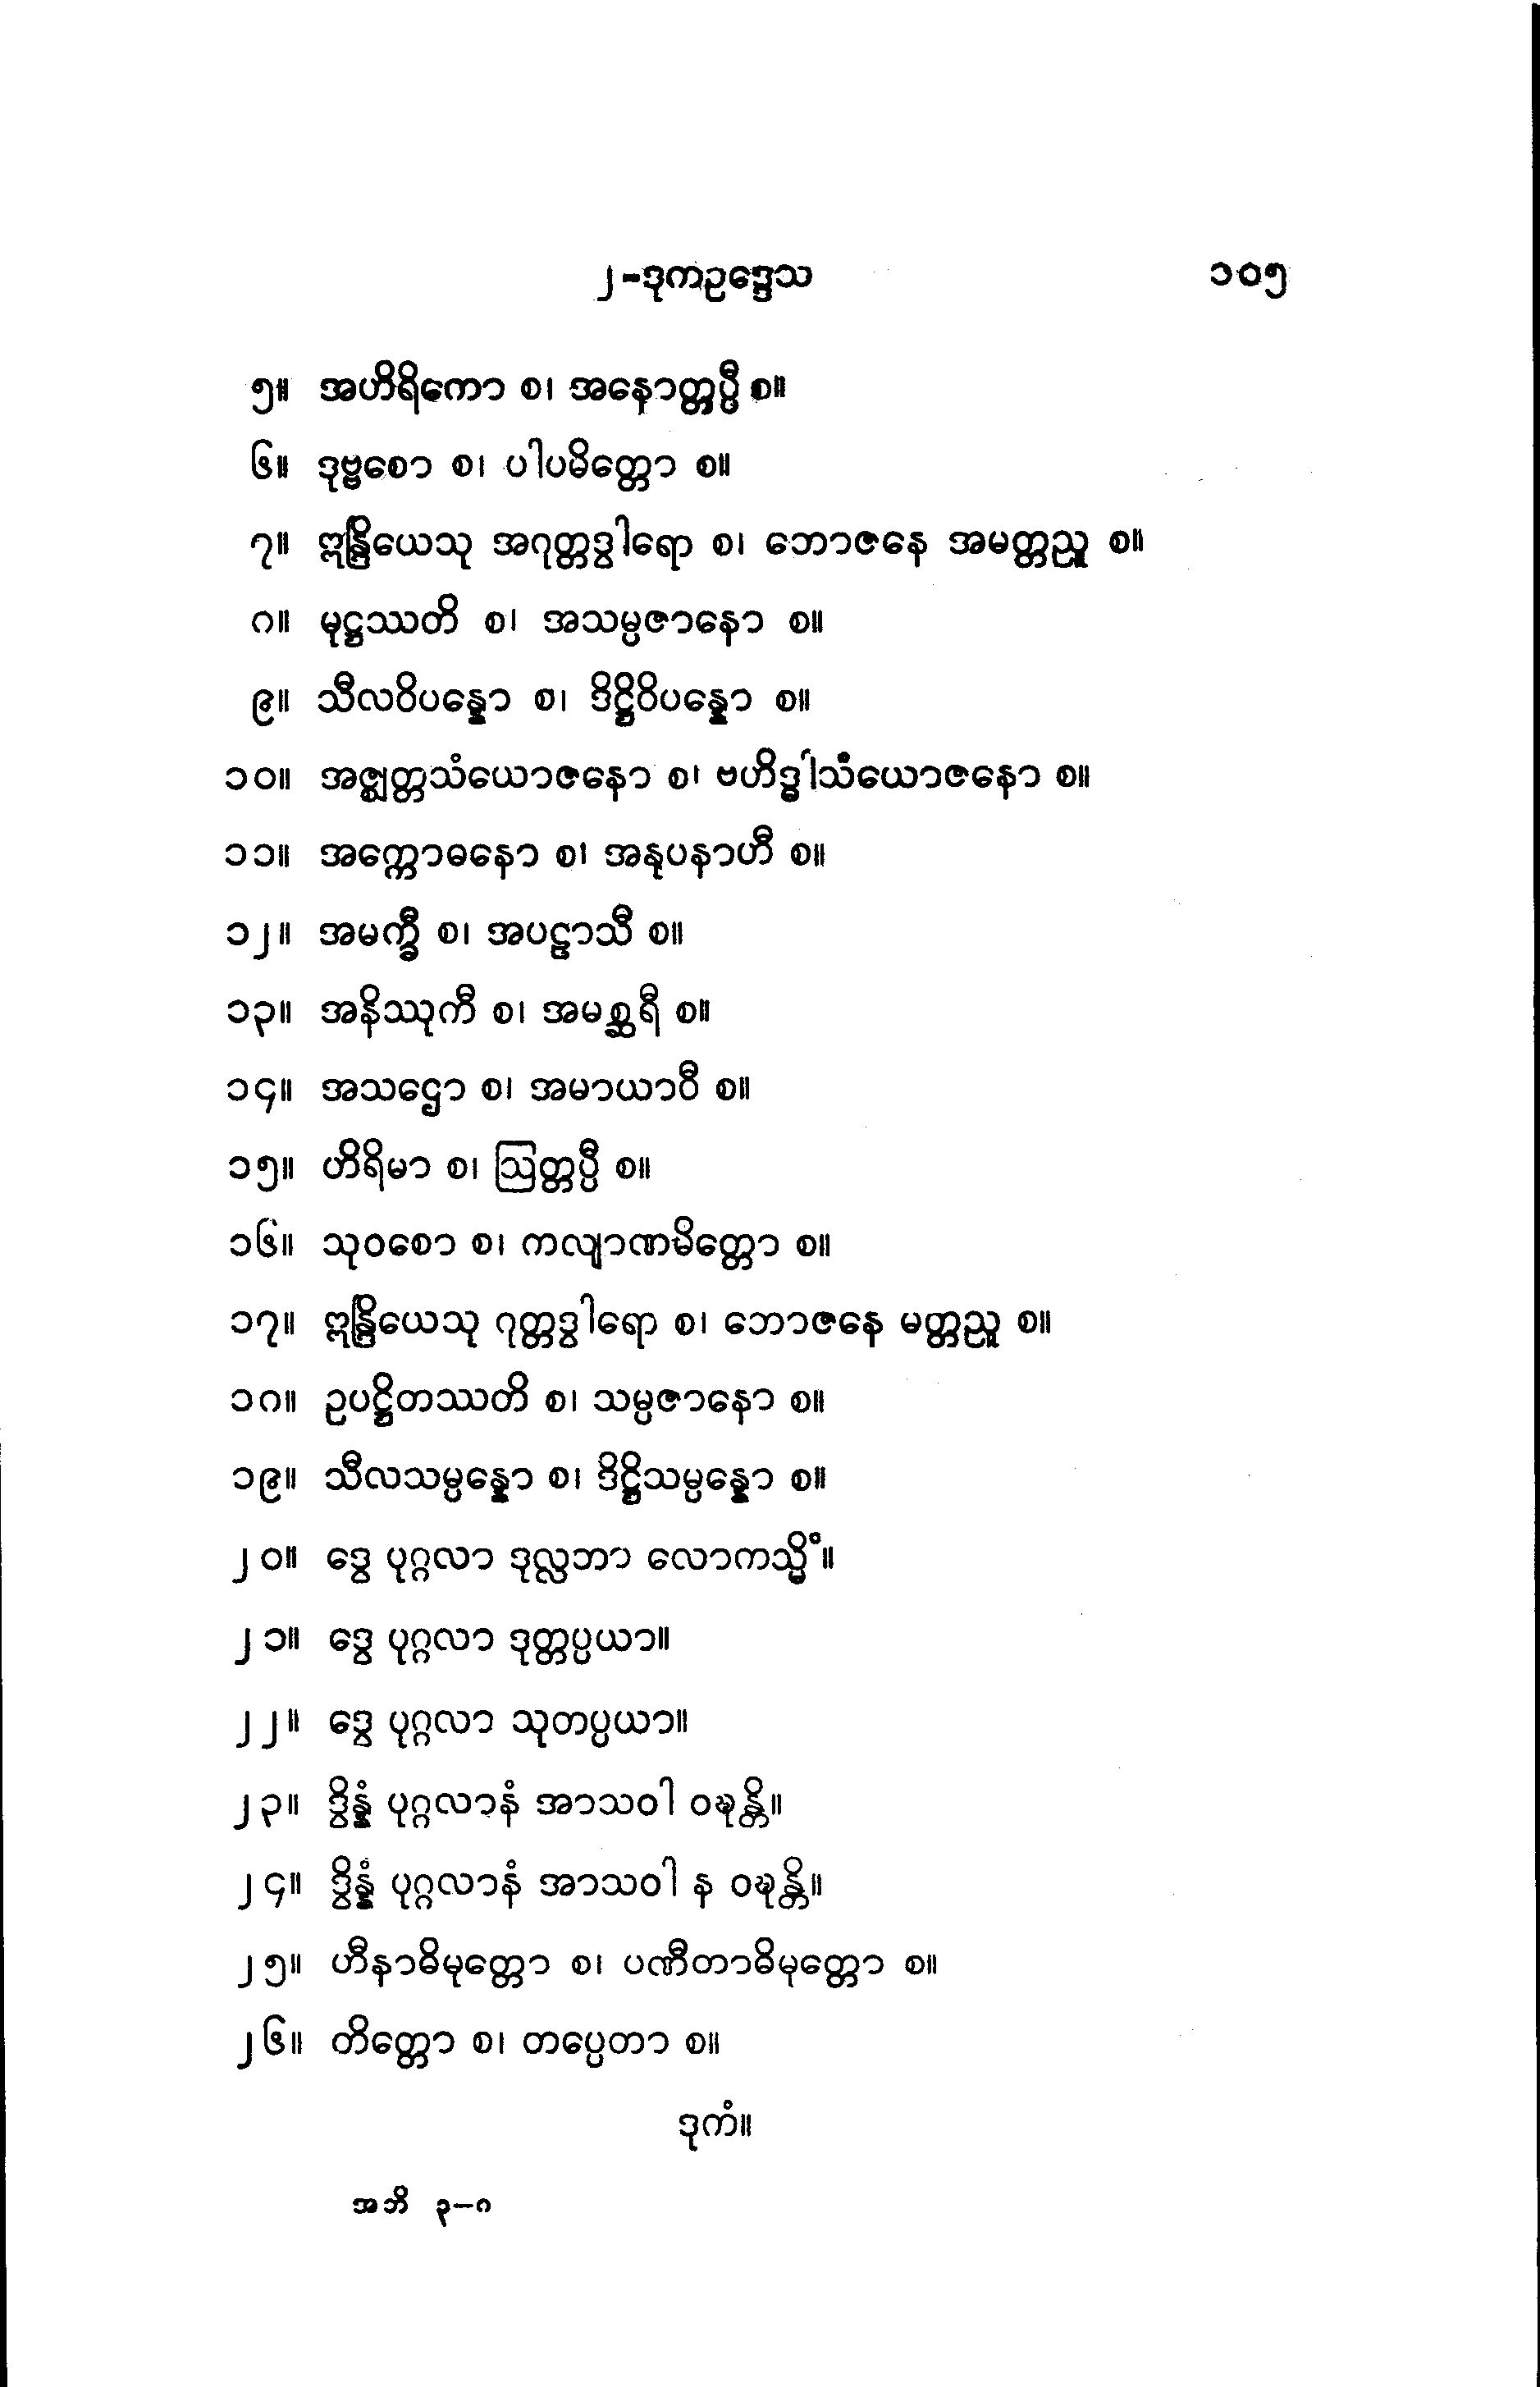 ၂-ဒုကဥဒ္ဒေသ ၁၀၅
၅။ အဟိရိကော စ၊ အနောတ္တပ္ပီ စ။
၆။ ဒုဗ္ဗစော စ၊ ပါပမိတ္တော စ။
၇။ ဣန္ဒြိယေသု အဂုတ္တဒွါရော စ၊ ဘောဇနေ အမတ္တညူ စ။
၈။ မုဋ္ဌဿတိ စ၊ အသမ္ပဇာနော စ။
၉။ သီလဝိပန္နော စ၊ ဒိဋ္ဌိဝိပန္နော စ။
၁၀။ အဇ္ဈတ္တသံယောဇနော စ၊ ဗဟိဒ္ဓါသံယောဇနော စ။
၁၁။ အက္ကောဓနော စ၊ အနုပနာဟီ စ။
၁၂။ အမက္ခီ စ၊ အပဠာသီ စ။
၁၃။ အနိဿုကီ စ၊ အမစ္ဆရီ စ။
၁၄။ အသဌော စ၊ အမာယာဝီ စ။
၁၅။ ဟိရိမာ စ၊ ဩတ္တပ္ပီ စ။
၁၆။ သုဝစော စ၊ ကလျာဏမိတ္တော စ။
၁၇။ ဣန္ဒြိယေသု ဂုတ္တဒွါရော စ၊ ဘောဇနေ မတ္တညူ စ။
၁၈။ ဥပဋ္ဌိတဿတိ စ၊ သမ္ပဇာနော စ။
၁၉။ သီလသမ္ပန္နော စ၊ ဒိဋ္ဌိသမ္ပန္နော စ။
၂၀။ ဒွေ ပုဂ္ဂလာ ဒုလ္လဘာ လောကသ္မိံ။
၂၁။ ဒွေ ပုဂ္ဂလာ ဒုတ္တပ္ပယာ။
၂၂။ ဒွေ ပုဂ္ဂလာ သုတပ္ပယာ။
၂၃။ ဒွိန္နံ ပုဂ္ဂလာနံ အာသဝါ ဝဍ္ဎန္တိ။
၂၄။ ဒွိန္နံ ပုဂ္ဂလာနံ အာသဝါ န ဝဍ္ဎန္တိ။
၂၅။ ဟီနာဓိမုတ္တော စ၊ ပဏီတာဓိမုတ္တော စ။
၂၆။ တိတ္တော စ၊ တပ္ပေတာ စ။
ဒုကံ။
အဘိ ၃–၈